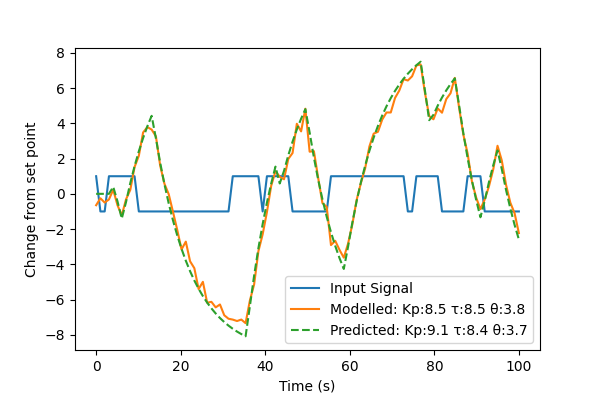 8
6
4
2
0
−2
−4
−6
−8
Change from set point
Input Signal
Modelled: Kp:8.5 τ:8.5 θ:3.8
Predicted: Kp:9.1 τ:8.4 θ:3.7
0 20 40 60 80 100
Time (s)